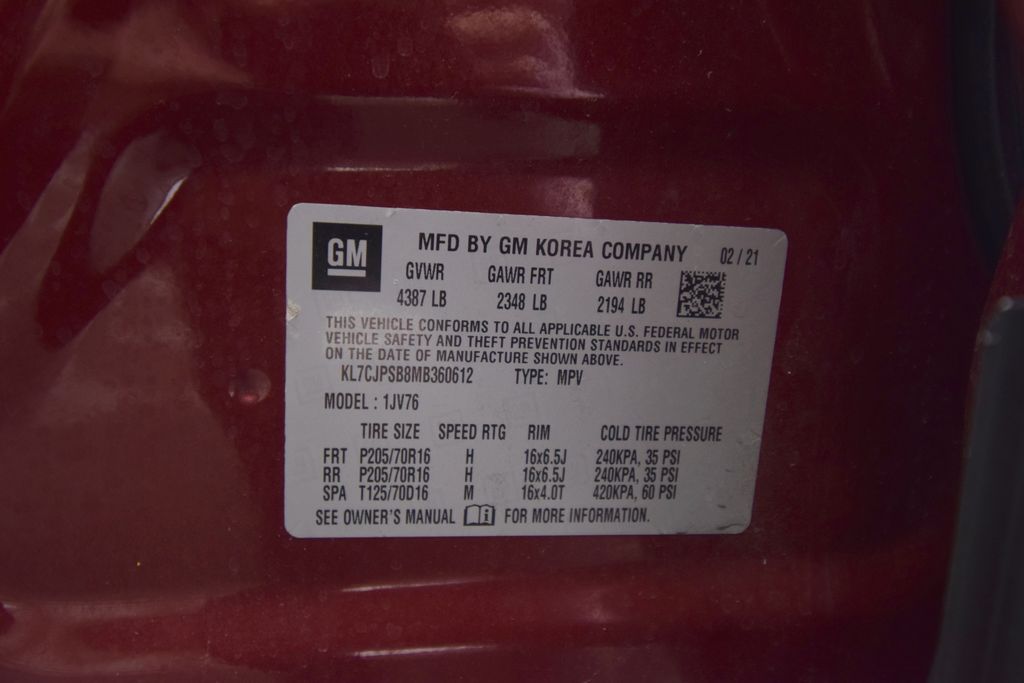 GM
MFD BY GM KOREA COMPANY 02 / 21
GVWR GAWR FRT GAWR RR
4387 LB 2348 LB 2194 LB
THIS VEHICLE CONFORMS TO ALL APPLICABLE U.S. FEDERAL MOTOR
VEHICLE SAFETY AND THEFT PREVENTION STANDARDS IN EFFECT
ON THE DATE OF MANUFACTURE SHOWN ABOVE.
KL7CJPSB8MB360612 TYPE: MPV
MODEL : 1JV76
TIRE SIZE SPEED RTG RIM COLD TIRE PRESSURE
FRT P205/70R16 H 16x6.5J 240KPA, 35 PSI
RR P205/70R16 H 16x6.5J 240KPA, 35 PSI
SPA T125/70D16 M 16x4.0T 420KPA, 60 PSI
SEE OWNER'S MANUAL i FOR MORE INFORMATION.